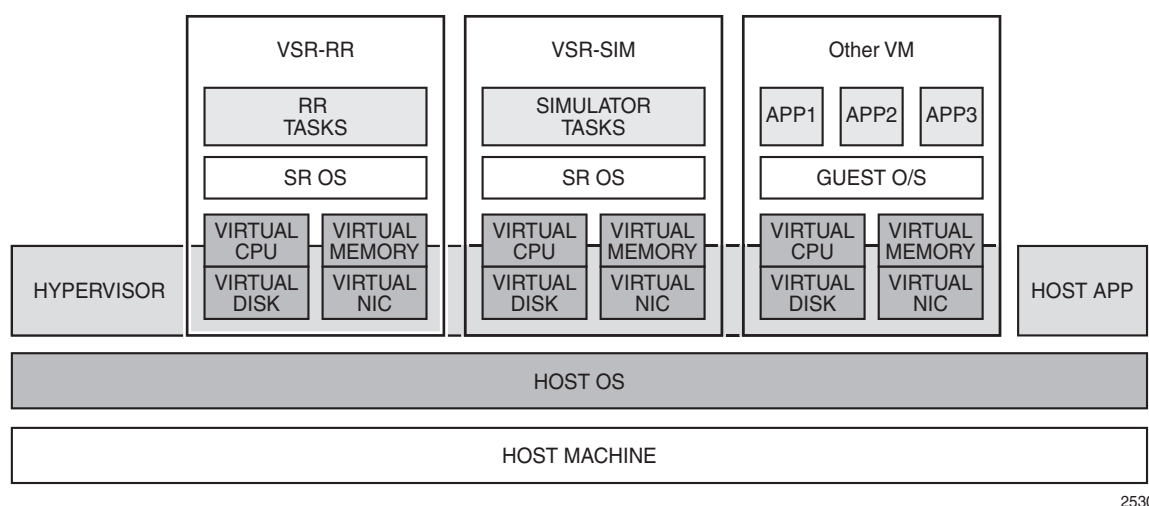 VSR-RR
RR
TASKS
SR OS
VIRTUAL
CPU
VIRTUAL
MEMORY
VIRTUAL
DISK
VIRTUAL
NIC
VSR-SIM
SIMULATOR
TASKS
SR OS
VIRTUAL
CPU
VIRTUAL
MEMORY
VIRTUAL
DISK
VIRTUAL
NIC
Other VM
APP1
APP2
APP3
GUEST O/S
VIRTUAL
CPU
VIRTUAL
MEMORY
VIRTUAL
DISK
VIRTUAL
NIC
HYPERVISOR
HOST APP
HOST OS
HOST MACHINE